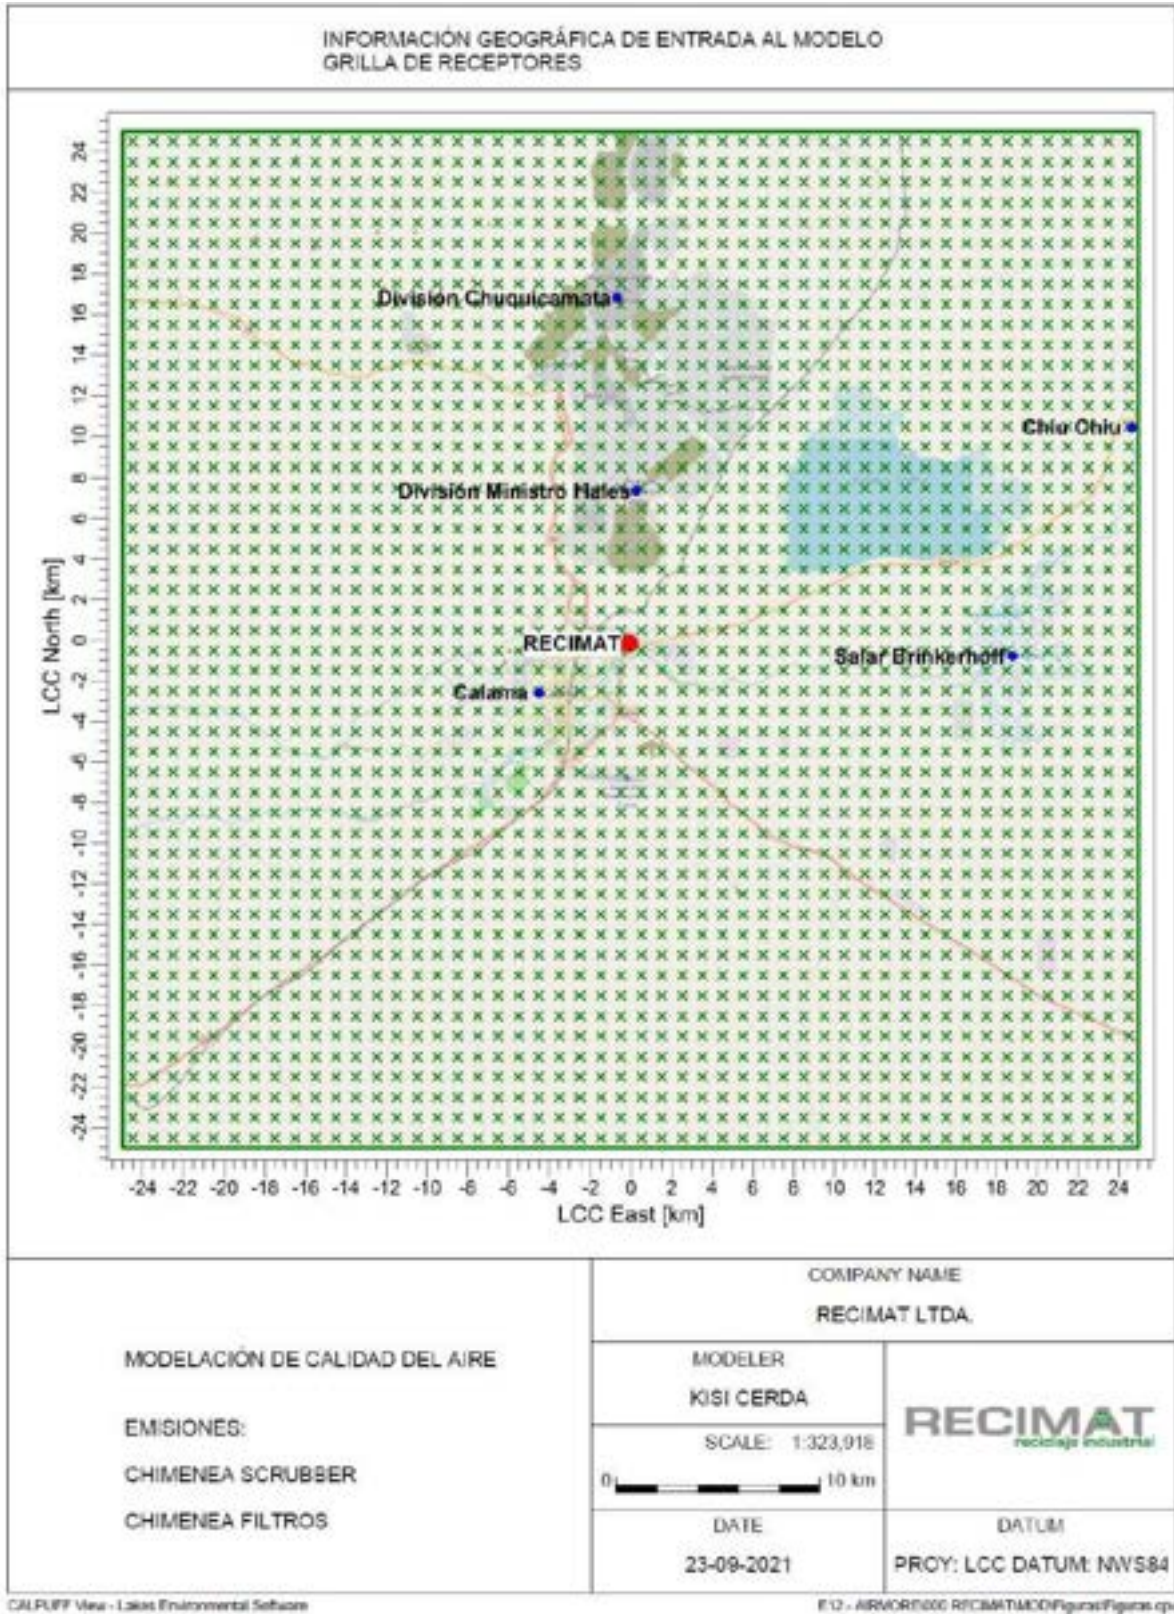 INFORMACIÓN GEOGRÁFICA DE ENTRADA AL MODELO
GRILLA DE RECEPTORES
LCC North [km]
24
22
20
18
16
14
12
10
8
6
4
2
0
-2
-4
-6
-8
-10
-12
-14
-16
-18
-20
-22
-24
División Chuquicamata
Chiu Chiu
División Ministro Hales
RECIMAT
Salar Brinkerhoff
Calama
-24 -22 -20 -18 -16 -14 -12 -10 -8 -6 -4 -2 0 2 4 6 8 10 12 14 16 18 20 22 24
LCC East [km]
MODELACIÓN DE CALIDAD DEL AIRE
EMISIONES:
CHIMENEA SCRUBBER
CHIMENEA FILTROS
COMPANY NAME
RECIMAT LTDA.
MODELER
KISI CERDA
SCALE: 1:323,918
0 10 km
DATE
23-09-2021
RECIMAT
reciclaje industrial
DATUM
PROY: LCC DATUM: NWS84
CALPUFF View - Lakes Environmental Software